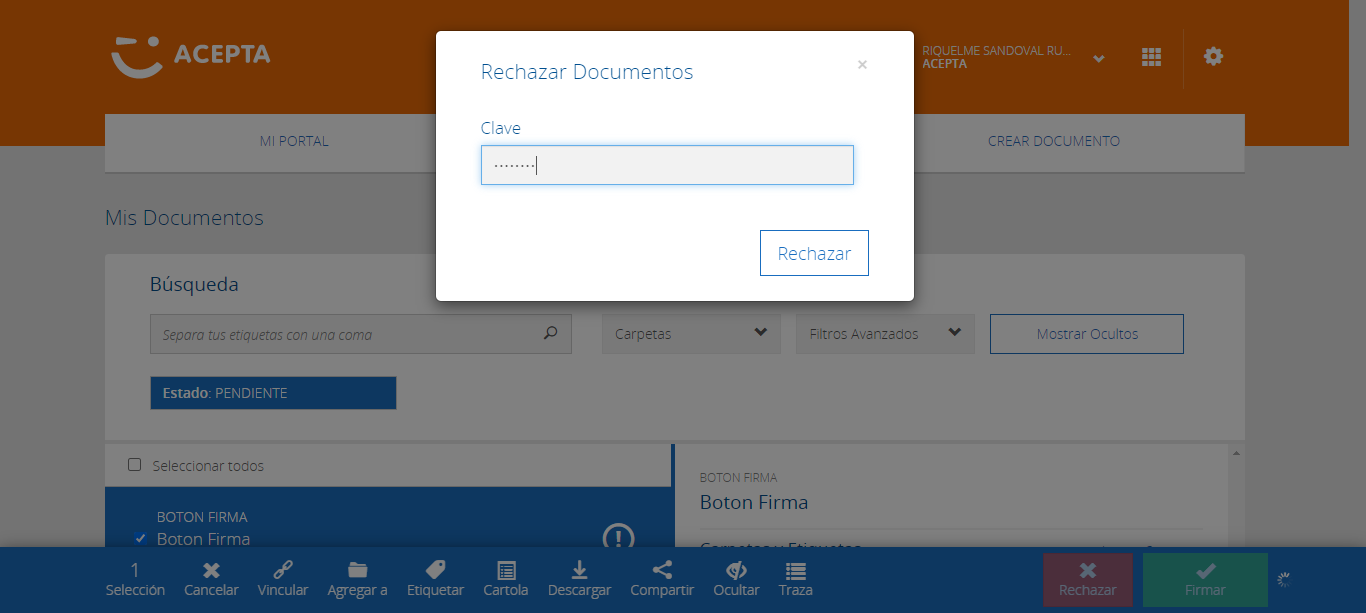 ACEPTA
RIQUELME SANDOVAL RU...
ACEPTA
Rechazar Documentos
×
Clave
........
Rechazar
MI PORTAL
CREAR DOCUMENTO
Mis Documentos
Búsqueda
Separa tus etiquetas con una coma
Carpetas
Filtros Avanzados
Mostrar Ocultos
Estado: PENDIENTE
Seleccionar todos
BOTON FIRMA
Boton Firma
BOTON FIRMA
Boton Firma
Carpetas y Etiquetas
1
Selección
Cancelar
Vincular
Agregar a
Etiquetar
Cartola
Descargar
Compartir
Ocultar
Traza
Rechazar
Firmar